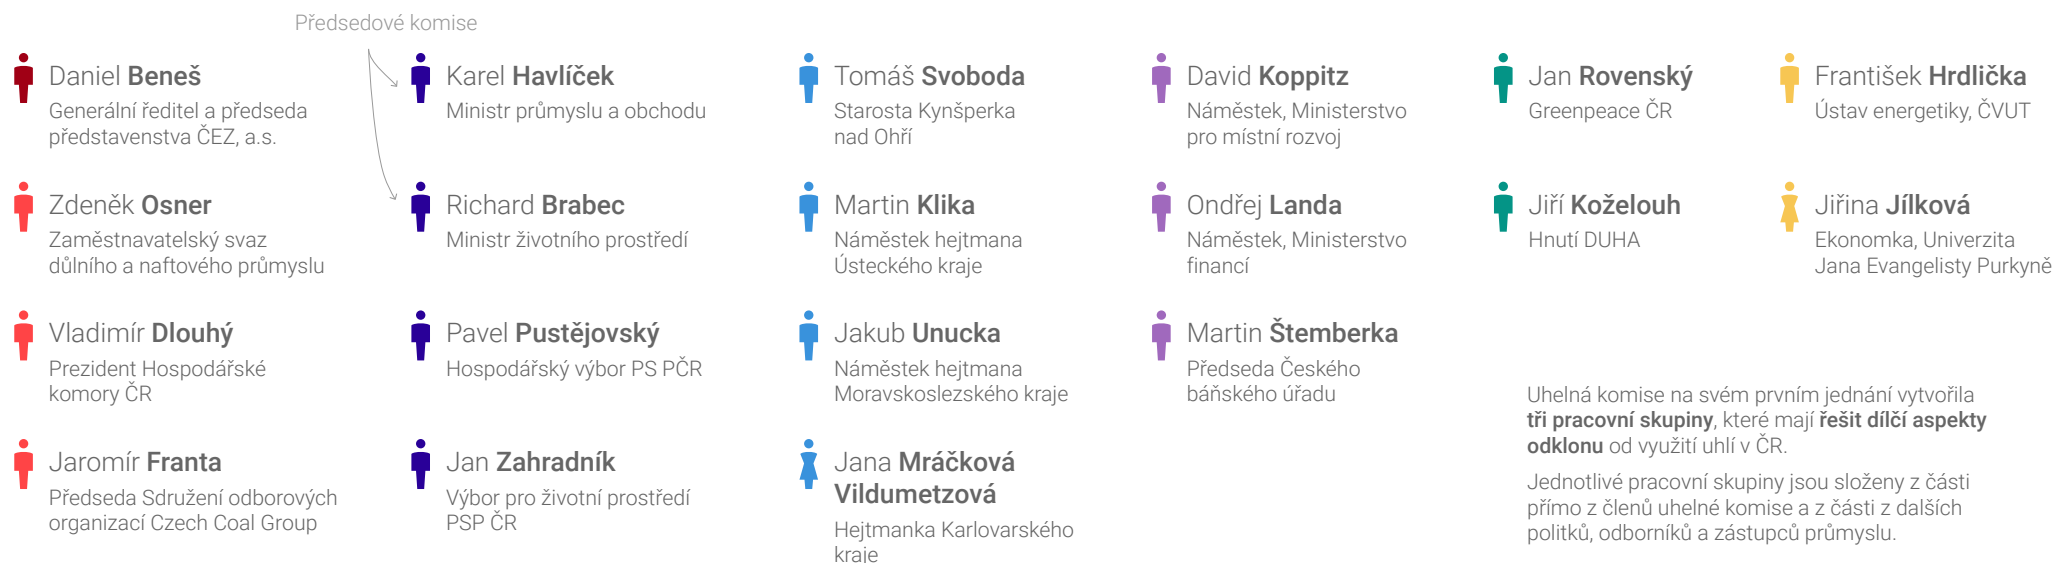 Předsedové komise
Daniel Beneš
Generální ředitel a předseda
představenstva ČEZ, a.s.
Zdeněk Osner
Zaměstnavatelský svaz
důlního a naftového průmyslu
Vladimír Dlouhý
Prezident Hospodářské
komory ČR
Jaromír Franta
Předseda Sdružení odborových
organizací Czech Coal Group
Karel Havlíček
Ministr průmyslu a obchodu
Richard Brabec
Ministr životního prostředí
Pavel Pustějovský
Hospodářský výbor PS PČR
Jan Zahradník
Výbor pro životní prostředí
PSP ČR
Tomáš Svoboda
Starosta Kynšperka
nad Ohří
Martin Klika
Náměstek hejtmana
Ústeckého kraje
Jakub Unucka
Náměstek hejtmana
Moravskoslezského kraje
Jana Mráčková
Vildumetzová
Hejtmanka Karlovarského
kraje
David Koppitz
Náměstek, Ministerstvo
pro místní rozvoj
Ondřej Landa
Náměstek, Ministerstvo
financí
Martin Štemberka
Předseda Českého
báňského úřadu
Jan Rovenský
Greenpeace ČR
Jiří Koželouh
Hnutí DUHA
František Hrdlička
Ústav energetiky, ČVUT
Jiřina Jílková
Ekonomka, Univerzita
Jana Evangelisty Purkyně
Uhelná komise na svém prvním jednání vytvořila
tři pracovní skupiny, které mají řešit dílčí aspekty
odklonu od využití uhlí v ČR.
Jednotlivé pracovní skupiny jsou složeny z části
přímo z členů uhelné komise a z části z dalších
politků, odborníků a zástupců průmyslu.